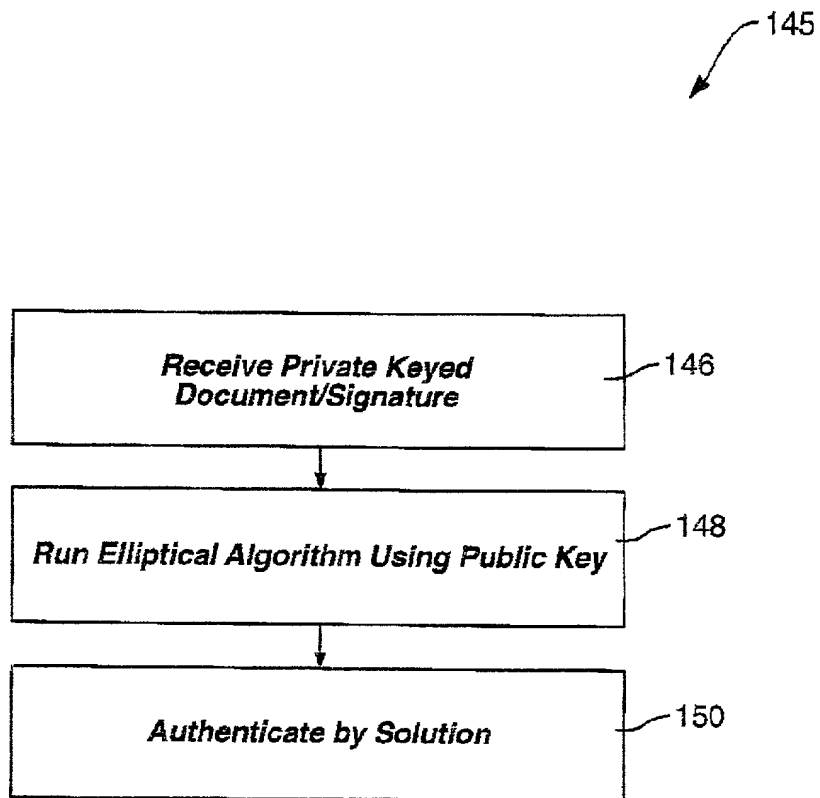 145
Receive Private Keyed
Document/Signature
146
Run Elliptical Algorithm Using Public Key
148
Authenticate by Solution
150